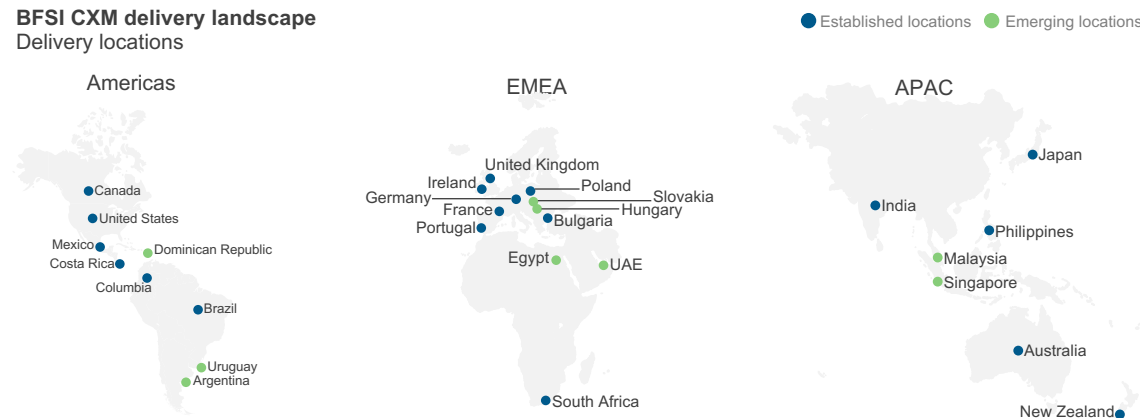 BFSI CXM delivery landscape
Delivery locations
Established locations
Emerging locations
Americas
Canada
United States
Mexico
Dominican Republic
Costa Rica
Columbia
Brazil
Uruguay
Argentina
EMEA
United Kingdom
Ireland
Poland
Germany
Slovakia
France
Hungary
Portugal
Bulgaria
Egypt
UAE
South Africa
APAC
Japan
India
Philippines
Malaysia
Singapore
Australia
New Zealand